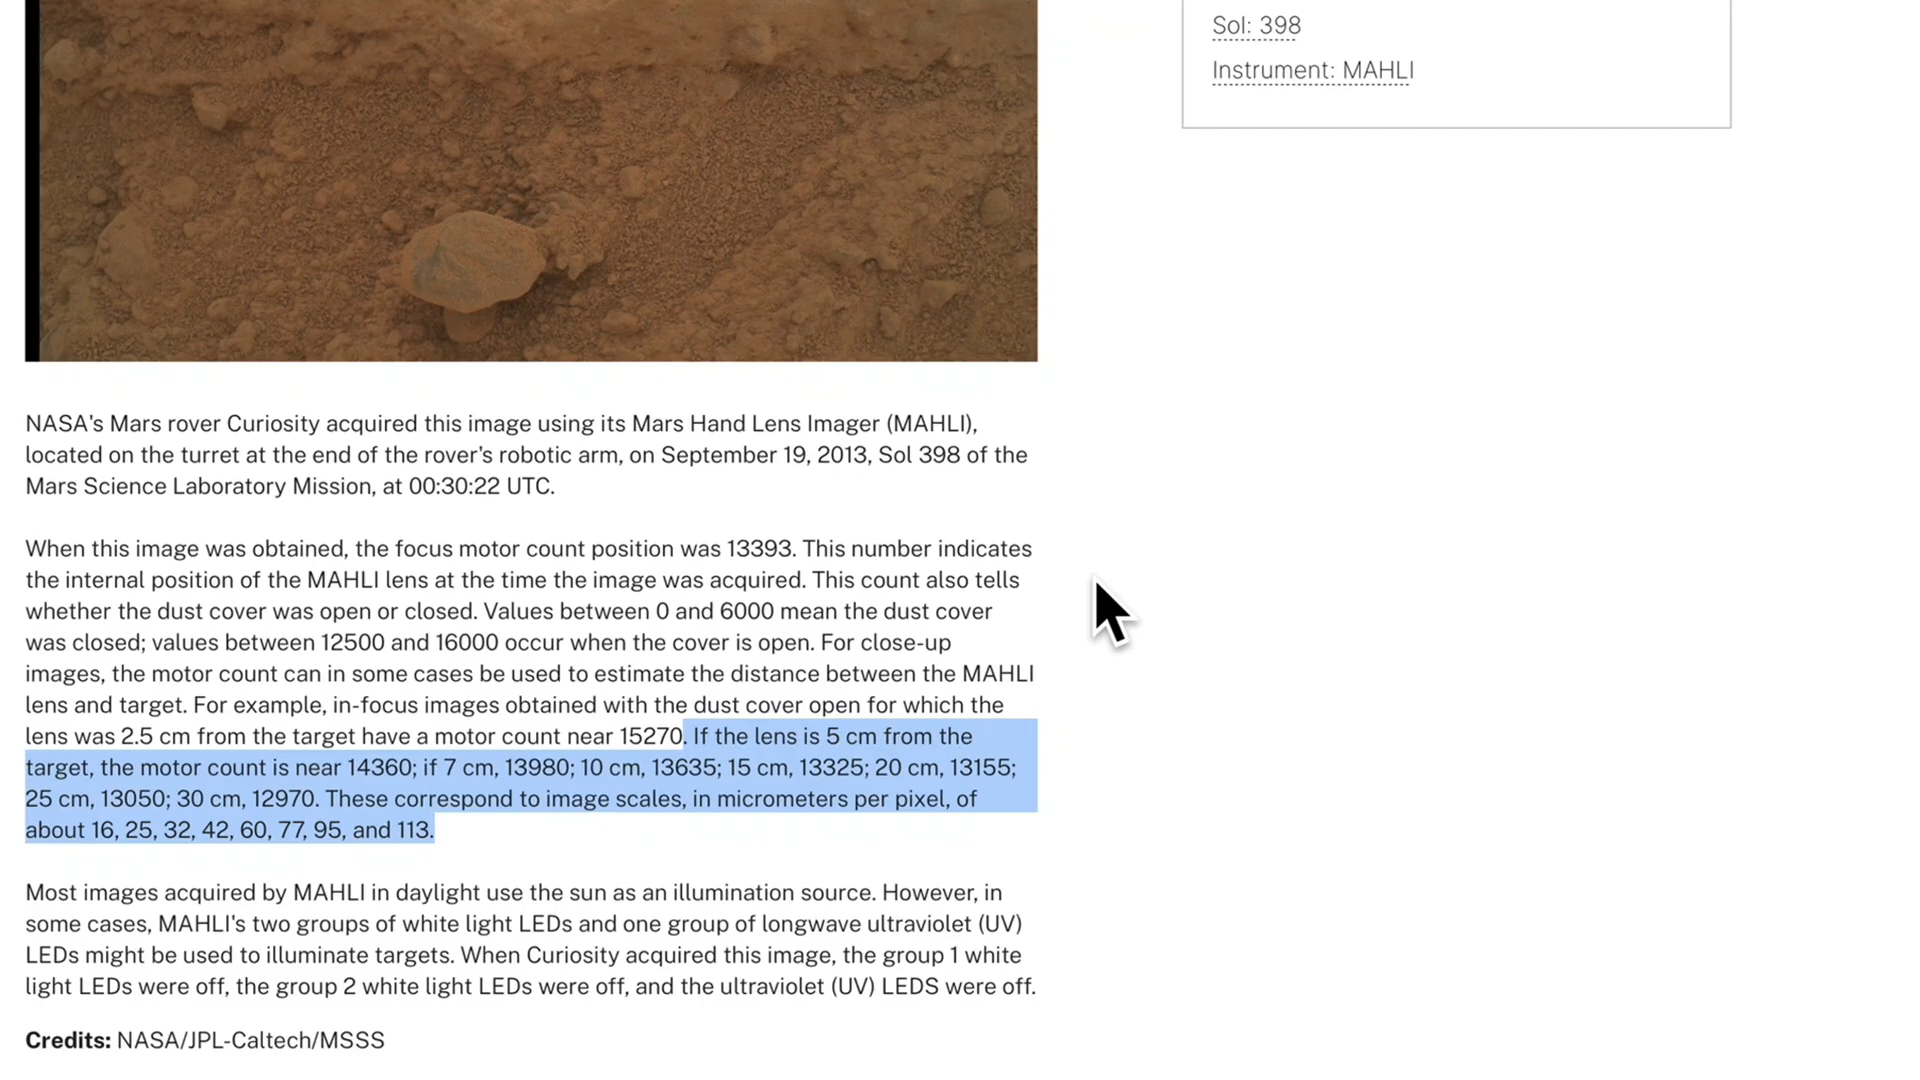 Sol: 398
Instrument: MAHLI
NASA's Mars rover Curiosity acquired this image using its Mars Hand Lens Imager (MAHLI),
located on the turret at the end of the rover's robotic arm, on September 19, 2013, Sol 398 of the
Mars Science Laboratory Mission, at 00:30:22 UTC.
When this image was obtained, the focus motor count position was 13393. This number indicates
the internal position of the MAHLI lens at the time the image was acquired. This count also tells
whether the dust cover was open or closed. Values between 0 and 6000 mean the dust cover
was closed; values between 12500 and 16000 occur when the cover is open. For close-up
images, the motor count can in some cases be used to estimate the distance between the MAHLI
lens and target. For example, in-focus images obtained with the dust cover open for which the
lens was 2.5 cm from the target have a motor count near 15270. If the lens is 5 cm from the
target, the motor count is near 14360; if 7 cm, 13980; 10 cm, 13635; 15 cm, 13325; 20 cm, 13155;
25 cm, 13050; 30 cm, 12970. These correspond to image scales, in micrometers per pixel, of
about 16, 25, 32, 42, 60, 77, 95, and 113.
Most images acquired by MAHLI in daylight use the sun as an illumination source. However, in
some cases, MAHLI's two groups of white light LEDs and one group of longwave ultraviolet (UV)
LEDs might be used to illuminate targets. When Curiosity acquired this image, the group 1 white
light LEDs were off, the group 2 white light LEDs were off, and the ultraviolet (UV) LEDS were off.
Credits: NASA/JPL-Caltech/MSSS